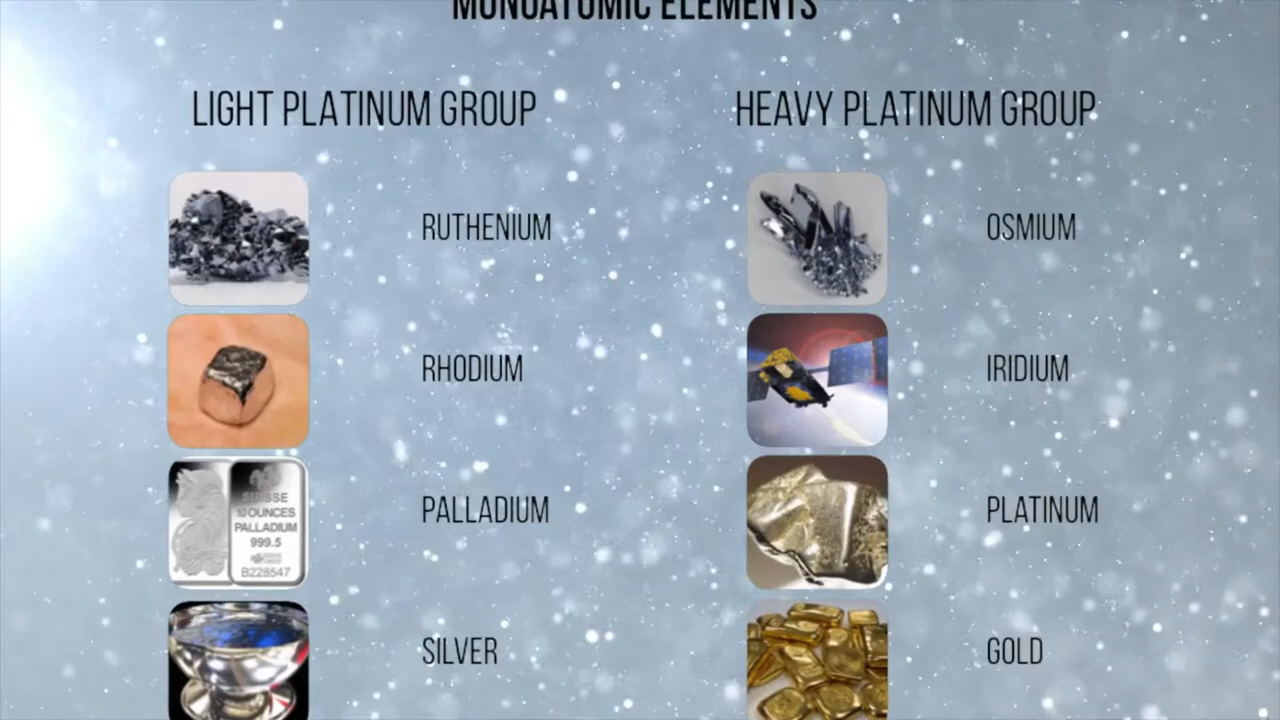 MONOATOMIC ELEMENTS
LIGHT PLATINUM GROUP
HEAVY PLATINUM GROUP
RUTHENIUM
OSMIUM
RHODIUM
IRIDIUM
SUISSE
10 OUNCES
PALLADIUM
999.5
B228547
PALLADIUM
PLATINUM
SILVER
GOLD